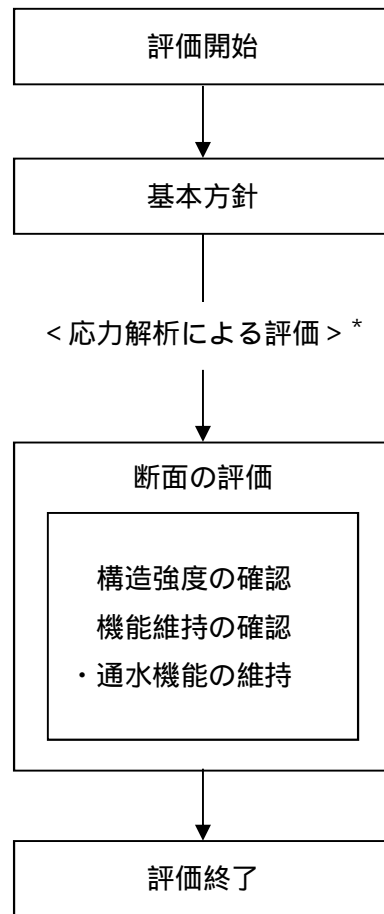 評価開始
基本方針
<応力解析による評価>*
断面の評価
構造強度の確認
機能維持の確認
・通水機能の維持
評価終了